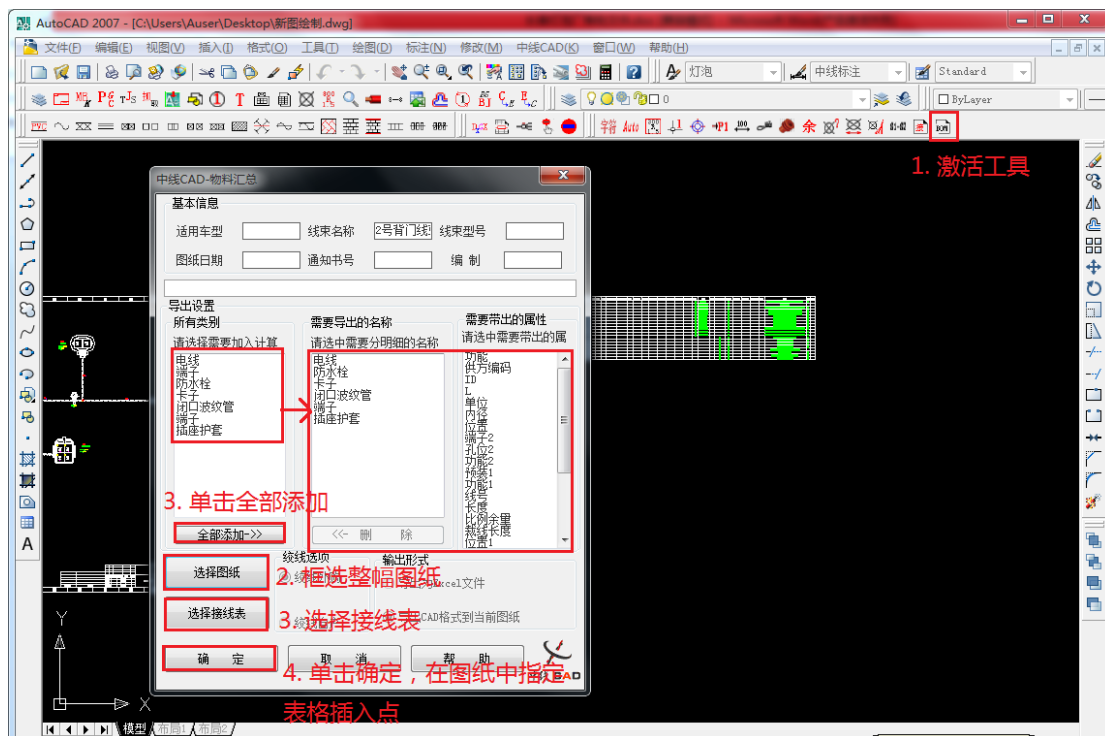 AutoCAD 2007 - [C:\Users\Auser\Desktop\新图绘制.dwg]
文件(F) 编辑(E) 视图(V) 插入(I) 格式(O) 工具(T) 绘图(D) 标注(N) 修改(M) 中线CAD(K) 窗口(W) 帮助(H)
灯泡 中线标注 Standard
0 ByLayer
1. 激活工具
中线CAD-物料汇总
基本信息
适用车型 线束名称 2号背门线 线束型号
图纸日期 通知书号 编 制
导出设置
所有类别
请选择需要加入计算
电线
端子
防水栓
卡子
闭口波纹管
端子
插座护套
需要导出的名称
请选中需要分明细的名称
电线
防水栓
卡子
闭口波纹管
端子
插座护套
需要带出的属性
请选中需要带出的属
功能
供方编码
ID
L
单位
内径
位置
端子2
孔位2
功能2
预装1
功能1
线号
长度
比例余量
裁线长度
位置1
3. 单击全部添加
全部添加->>
<<- 删 除
选择图纸
绞线选项
输出形式
2. 框选整幅图纸
Excel文件
选择接线表
3. 选择接线表
CAD格式到当前图纸
确 定
取 消
帮 助
4. 单击确定，在图纸中指定
表格插入点
Y
X
模型 布局1 布局2